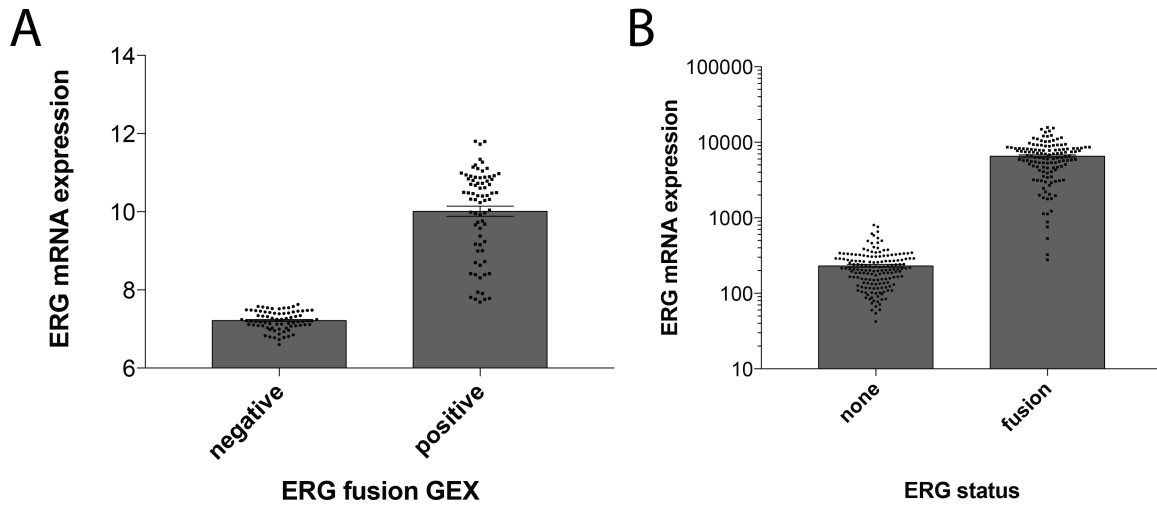 A
ERG mRNA expression
14
12
10
8
6
negative
positive
ERG fusion GEX
B
ERG mRNA expression
100000
10000
1000
100
10
none
fusion
ERG status